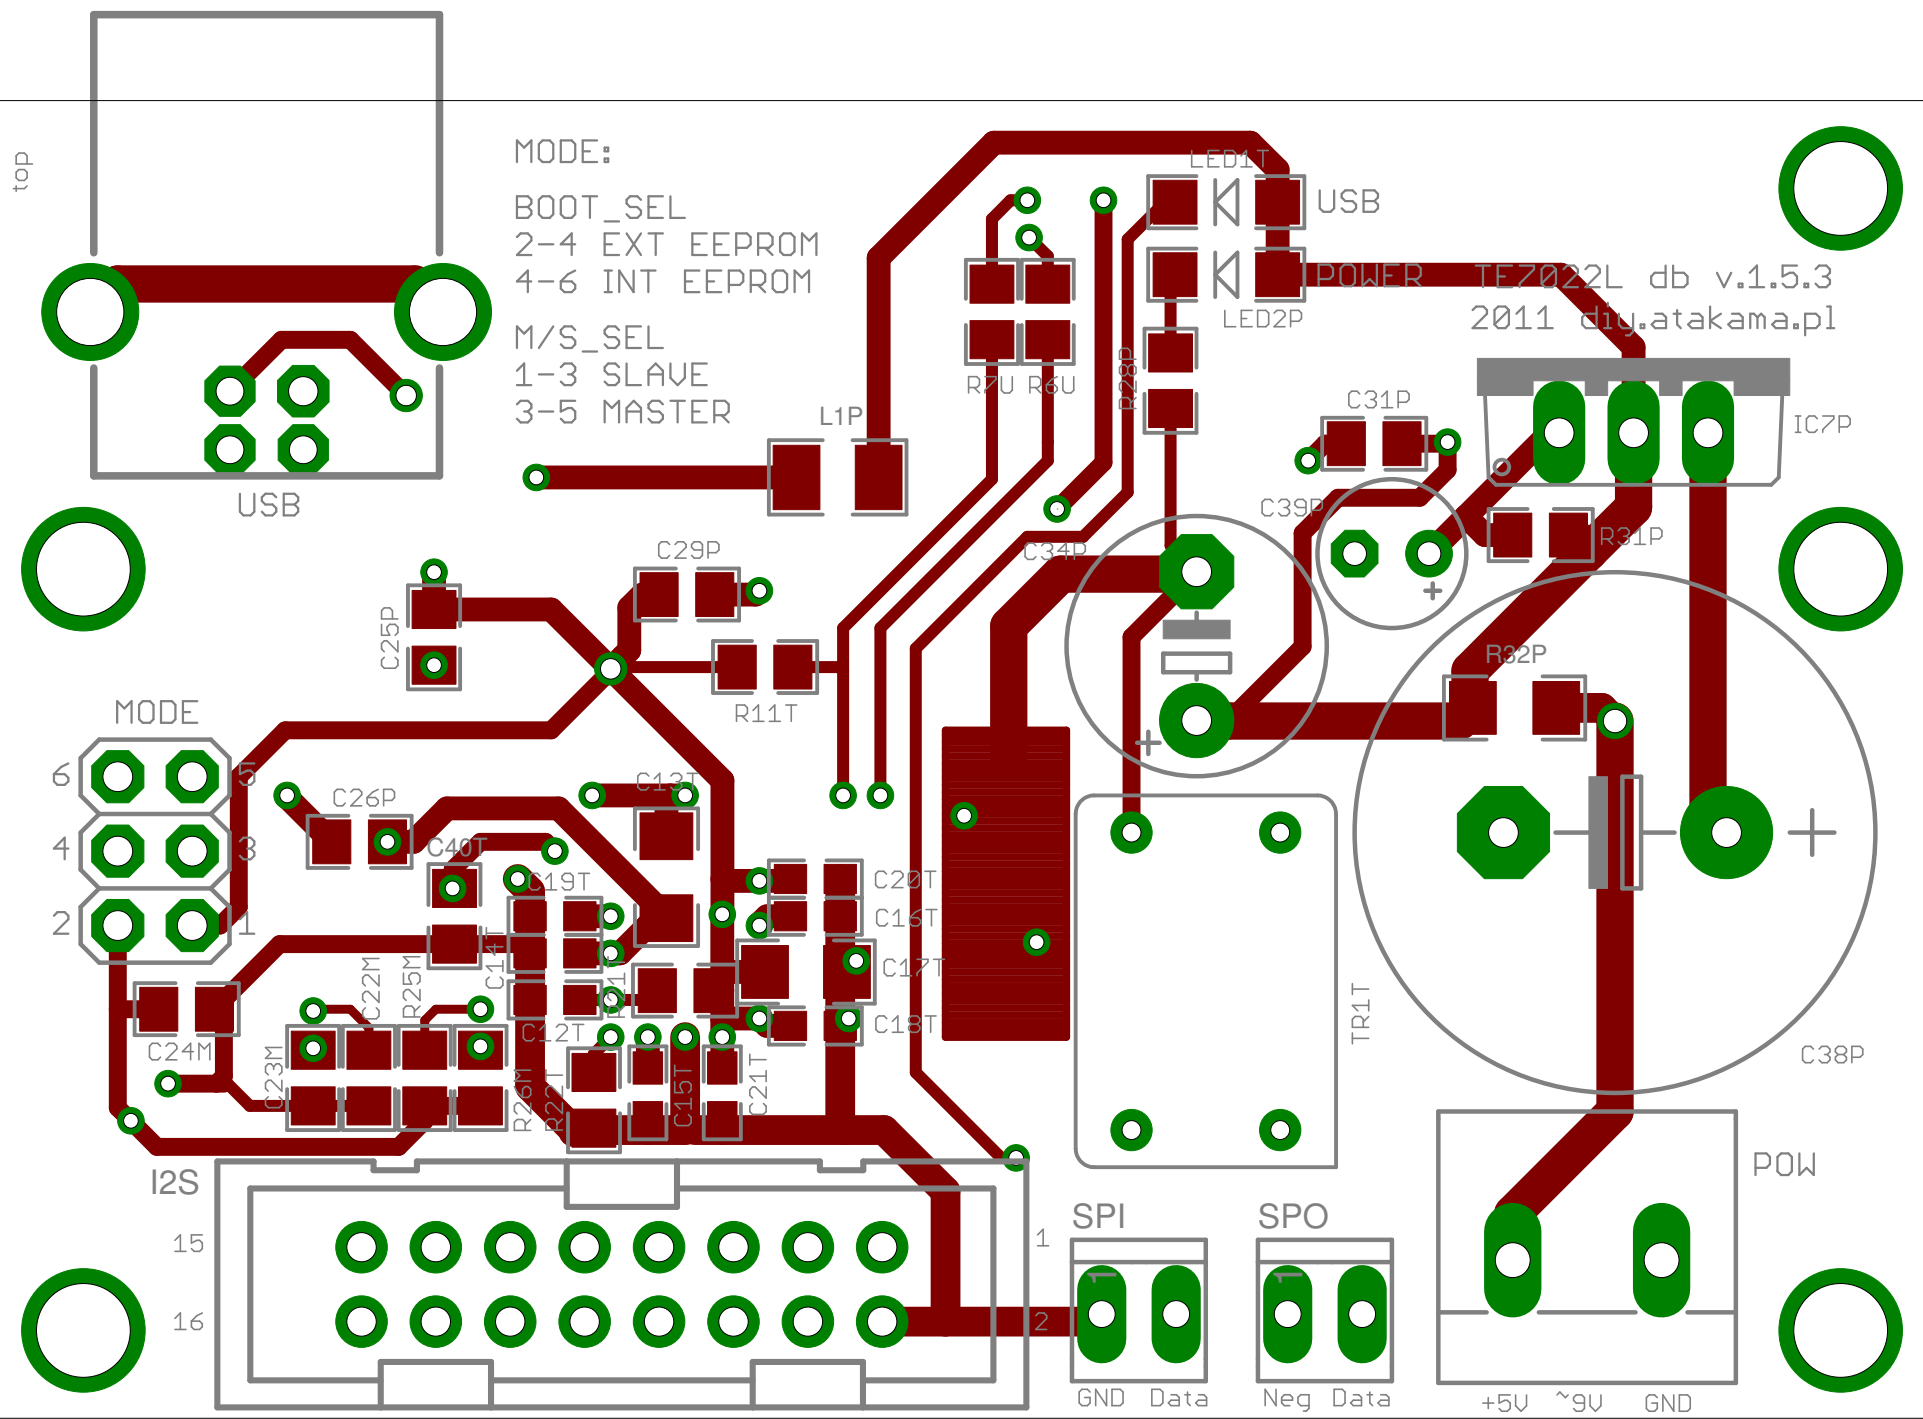 top
MODE:
BOOT_SEL
2-4 EXT EEPROM
4-6 INT EEPROM
M/S_SEL
1-3 SLAVE
3-5 MASTER
LED1T
USB
POWER
LED2P
TE7022L db v.1.5.3
2011 diy.atakama.pl
R28P
R7U
R6U
L1P
C31P
IC7P
USB
C39P
C34P
R31P
+
C29P
C25P
R11T
R32P
MODE
6
5
4
3
2
1
C26P
C13T
C40T
+
+
C19T
C20T
C16T
C14T
C17T
R21T
C22M
R25M
C12T
C18T
TR1T
C24M
C23M
R26M
R22T
C15T
C21T
C38P
I2S
POW
SPI
SPO
15
1
16
2
1
1
GND Data
Neg Data
+5V ~9V GND